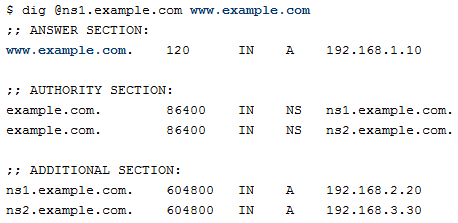 $ dig @ns1.example.com www.example.com
;; ANSWER SECTION:
www.example.com.    120    IN    A    192.168.1.10

;; AUTHORITY SECTION:
example.com.    86400    IN    NS    ns1.example.com.
example.com.    86400    IN    NS    ns2.example.com.

;; ADDITIONAL SECTION:
ns1.example.com.    604800    IN    A    192.168.2.20
ns2.example.com.    604800    IN    A    192.168.3.30